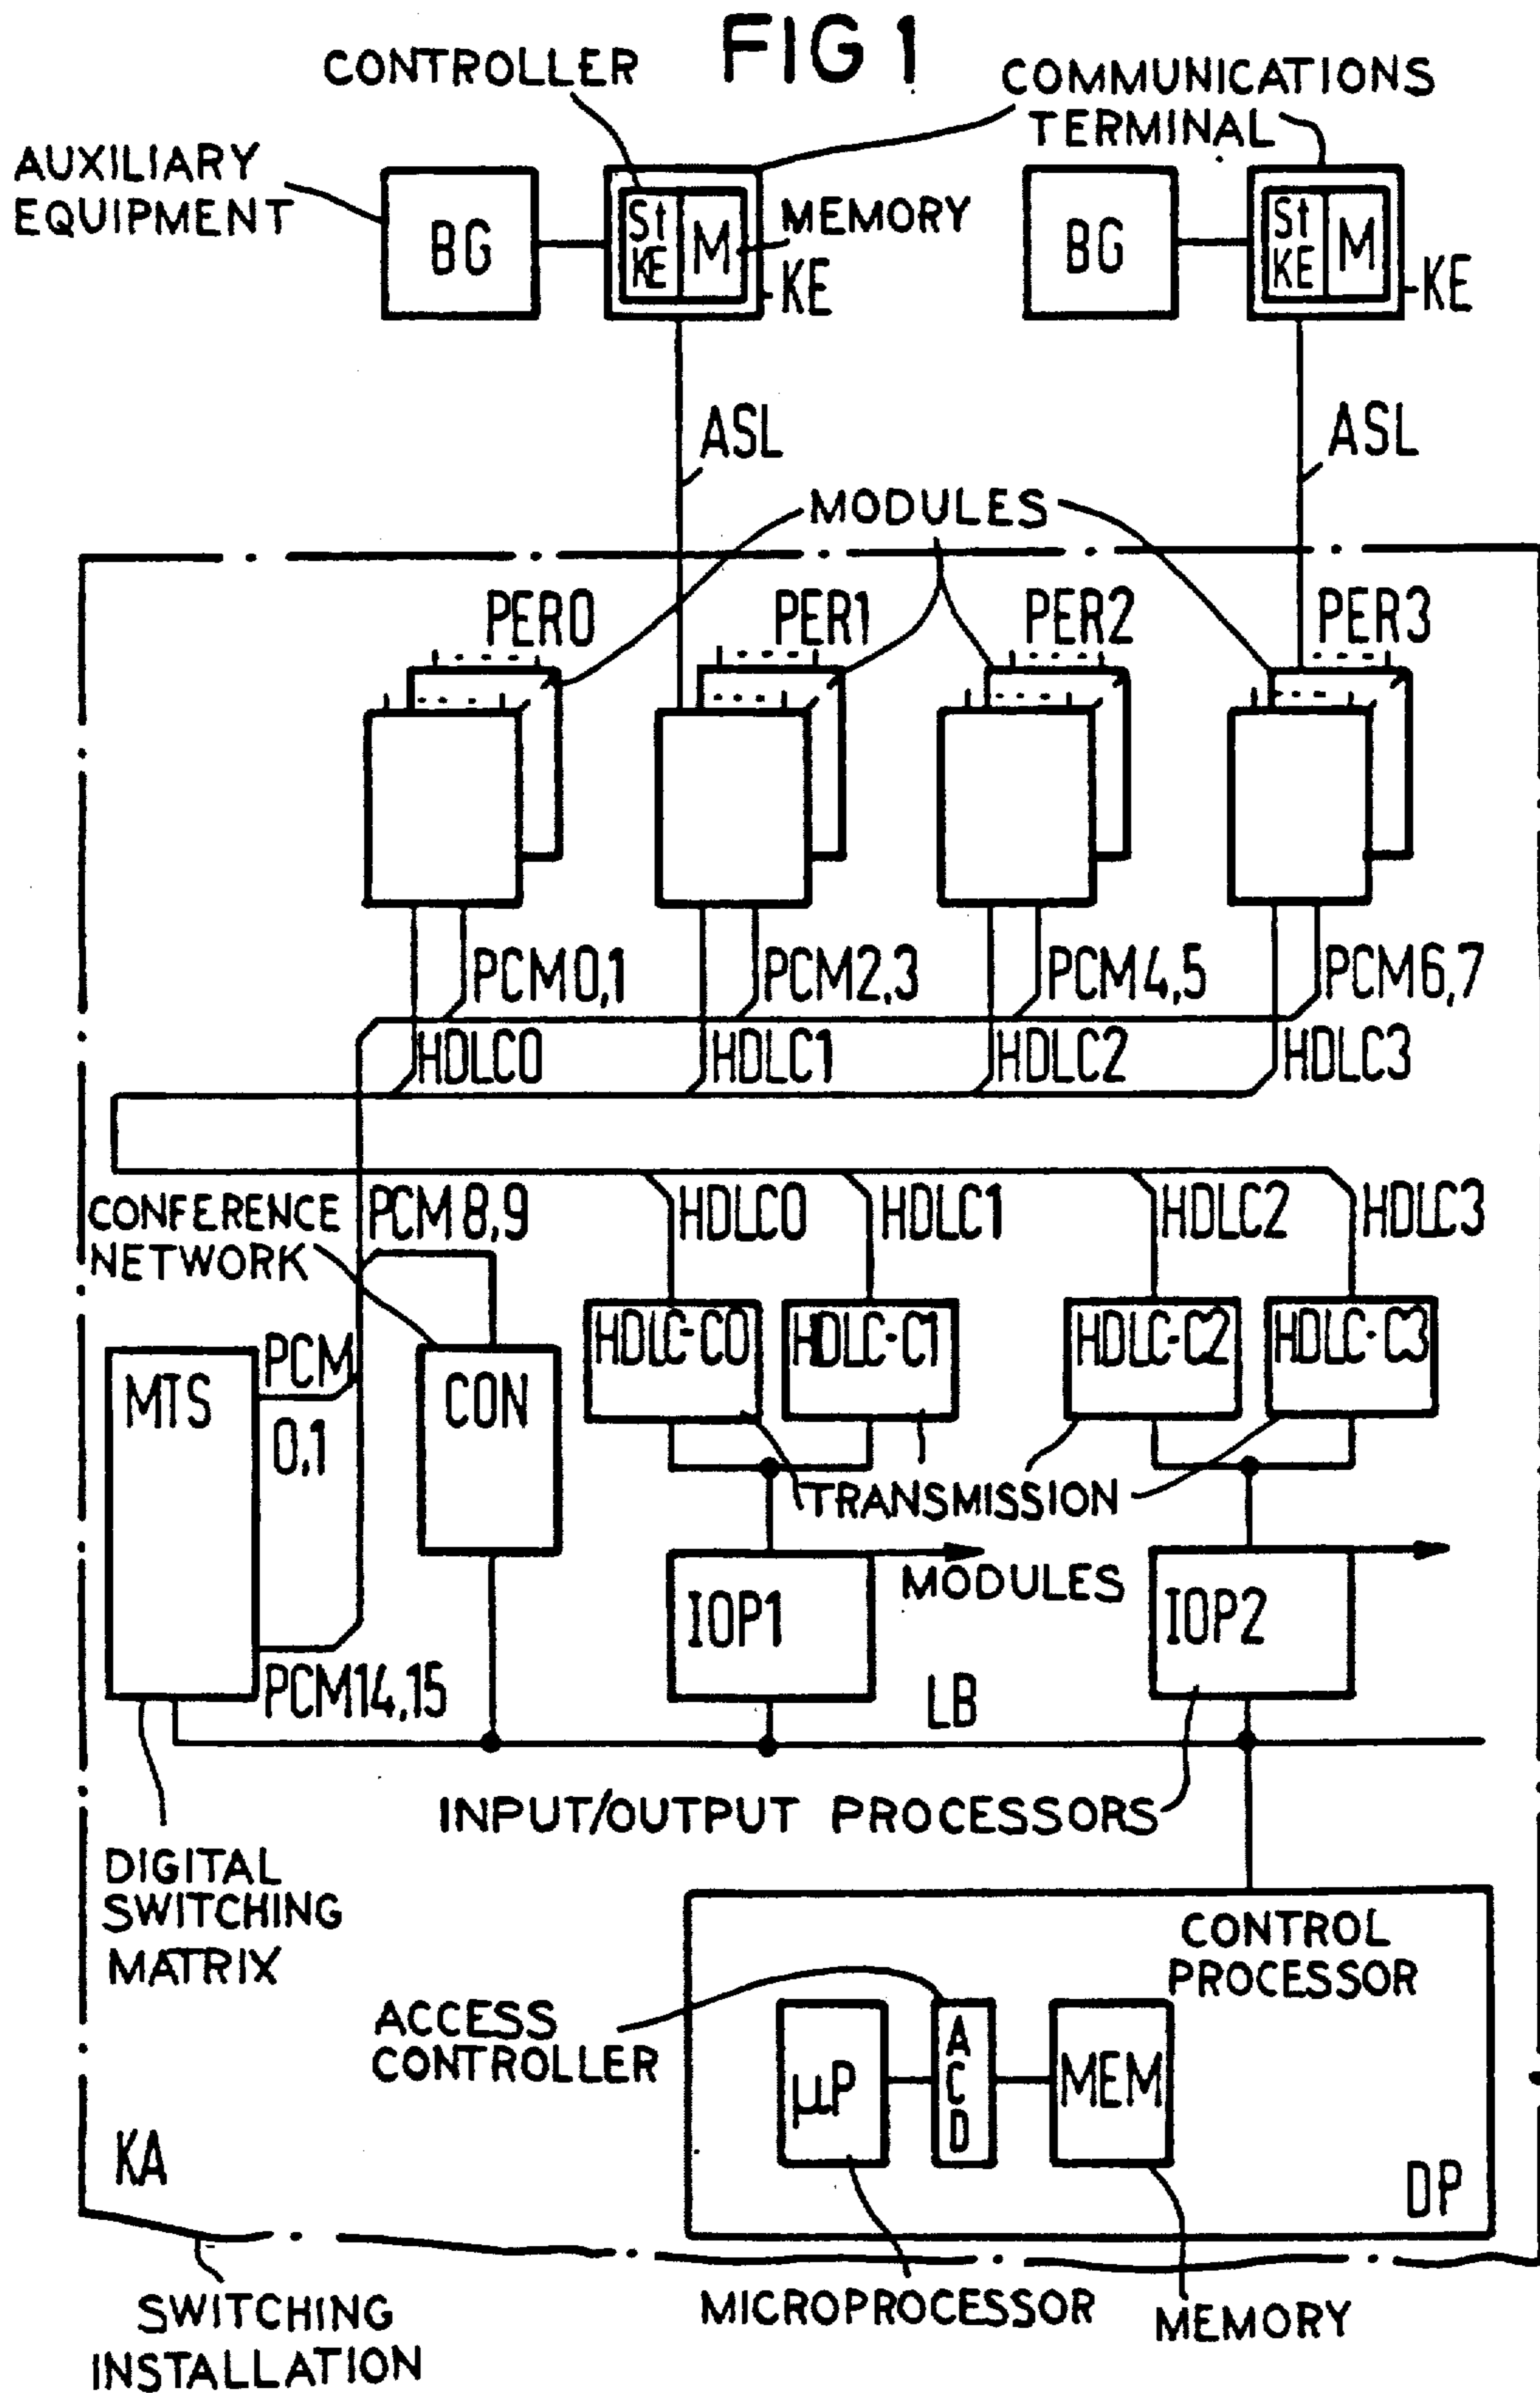 FIG 1
CONTROLLER
COMMUNICATIONS
TERMINAL
AUXILIARY
EQUIPMENT
BG
St
KE
M
MEMORY
KE
BG
St
KE
M
KE
ASL
ASL
MODULES
PER0
PER1
PER2
PER3
PCM0,1
PCM2,3
PCM4,5
PCM6,7
HDLC0
HDLC1
HDLC2
HDLC3
CONFERENCE
NETWORK
PCM8,9
HDLC0
HDLC1
HDLC2
HDLC3
MTS
PCM
0,1
CON
HDLC-C0
HDLC-C1
HDLC-C2
HDLC-C3
TRANSMISSION
MODULES
IOP1
IOP2
PCM14,15
LB
INPUT/OUTPUT PROCESSORS
DIGITAL
SWITCHING
MATRIX
CONTROL
PROCESSOR
ACCESS
CONTROLLER
µP
A
C
D
MEM
KA
DP
SWITCHING
INSTALLATION
MICROPROCESSOR
MEMORY